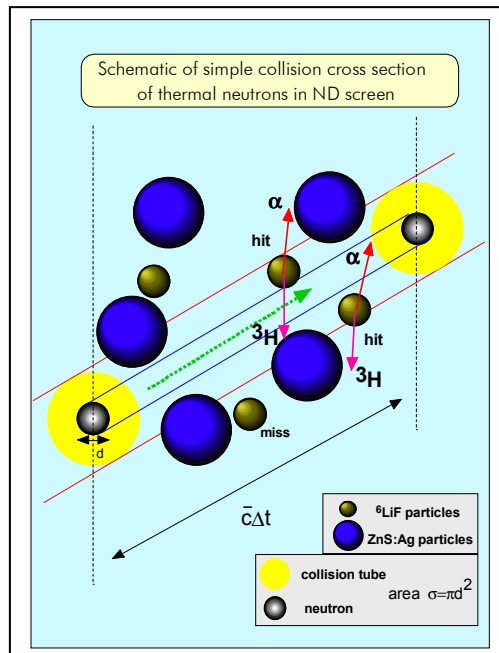 Schematic of simple collision cross section
of thermal neutrons in ND screen
α
hit
α
³H
hit
³H
miss
d
c̄Δt
⁶LiF particles
ZnS:Ag particles
collision tube
neutron
area σ=πd²